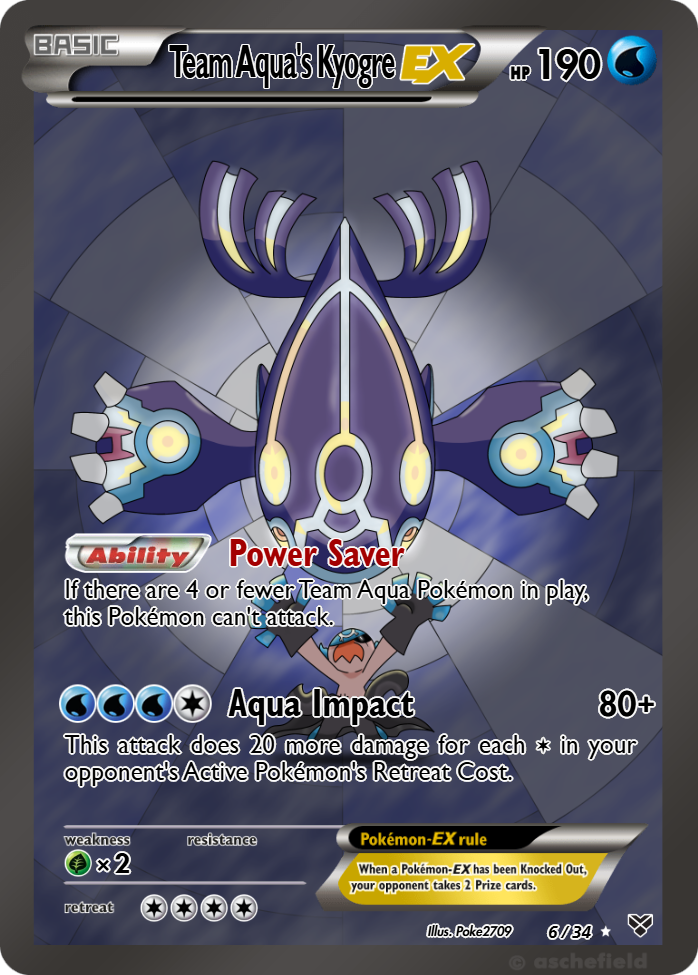 BASIC
Team Aqua's Kyogre EX
HP 190
Ability Power Saver
If there are 4 or fewer Team Aqua Pokémon in play,
this Pokémon can't attack.
Aqua Impact 80+
This attack does 20 more damage for each in your
opponent's Active Pokémon's Retreat Cost.
weakness resistance
×2
Pokémon-EX rule
When a Pokémon-EX has been Knocked Out,
your opponent takes 2 Prize cards.
retreat
Illus. Poke2709 6/34 ★
© aschefield